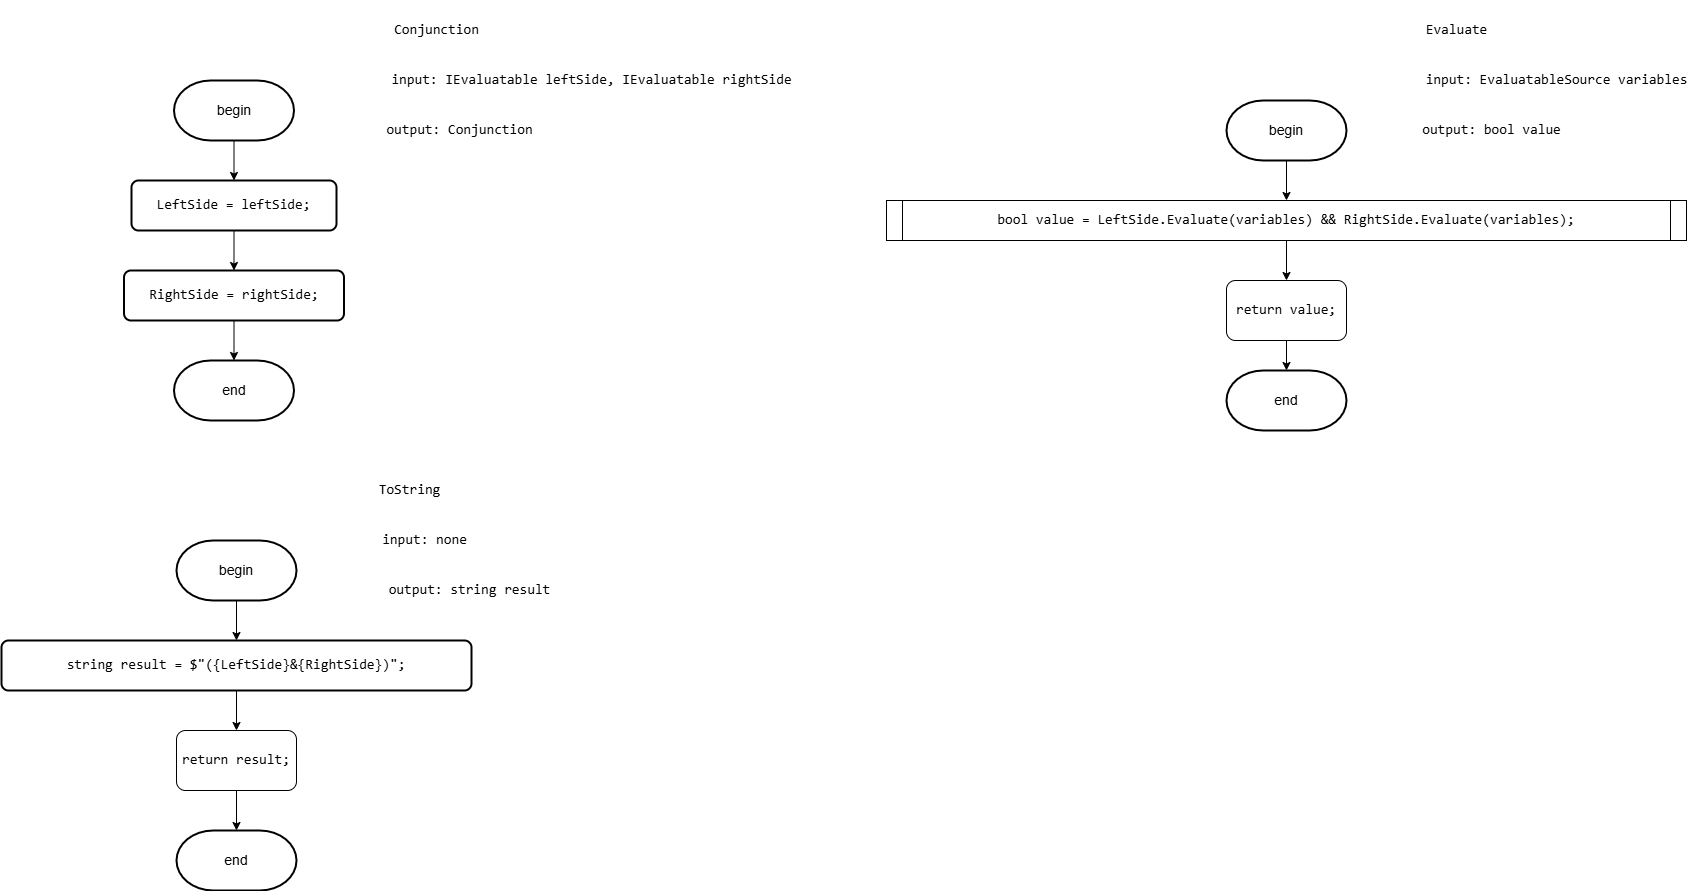 Conjunction
input: IEvaluatable leftSide, IEvaluatable rightSide
output: Conjunction
begin
LeftSide = leftSide;
RightSide = rightSide;
end
Evaluate
input: EvaluatableSource variables
output: bool value
begin
bool value = LeftSide.Evaluate(variables) && RightSide.Evaluate(variables);
return value;
end
ToString
input: none
output: string result
begin
string result = $"({LeftSide}&{RightSide})";
return result;
end